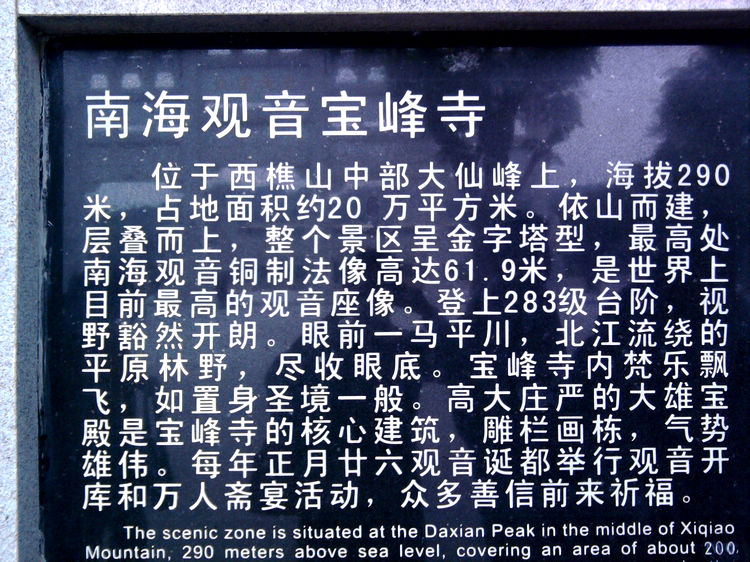 南海观音宝峰寺
位于西樵山中部大仙峰上，海拔290
米，占地面积约20 万平方米。依山而建，
层叠而上，整个景区呈金字塔型，最高处
南海观音铜制法像高达61.9米，是世界上
目前最高的观音座像。登上283级台阶，视
野豁然开朗。眼前一马平川，北江流绕的
平原林野，尽收眼底。宝峰寺内梵乐飘
飞，如置身圣境一般。高大庄严的大雄宝
殿是宝峰寺的核心建筑，雕栏画栋，气势
雄伟。每年正月廿六观音诞都举行观音开
库和万人斋宴活动，众多善信前来祈福。
The scenic zone is situated at the Daxian Peak in the middle of Xiqiao
Mountain, 290 meters above sea level, covering an area of about 200,